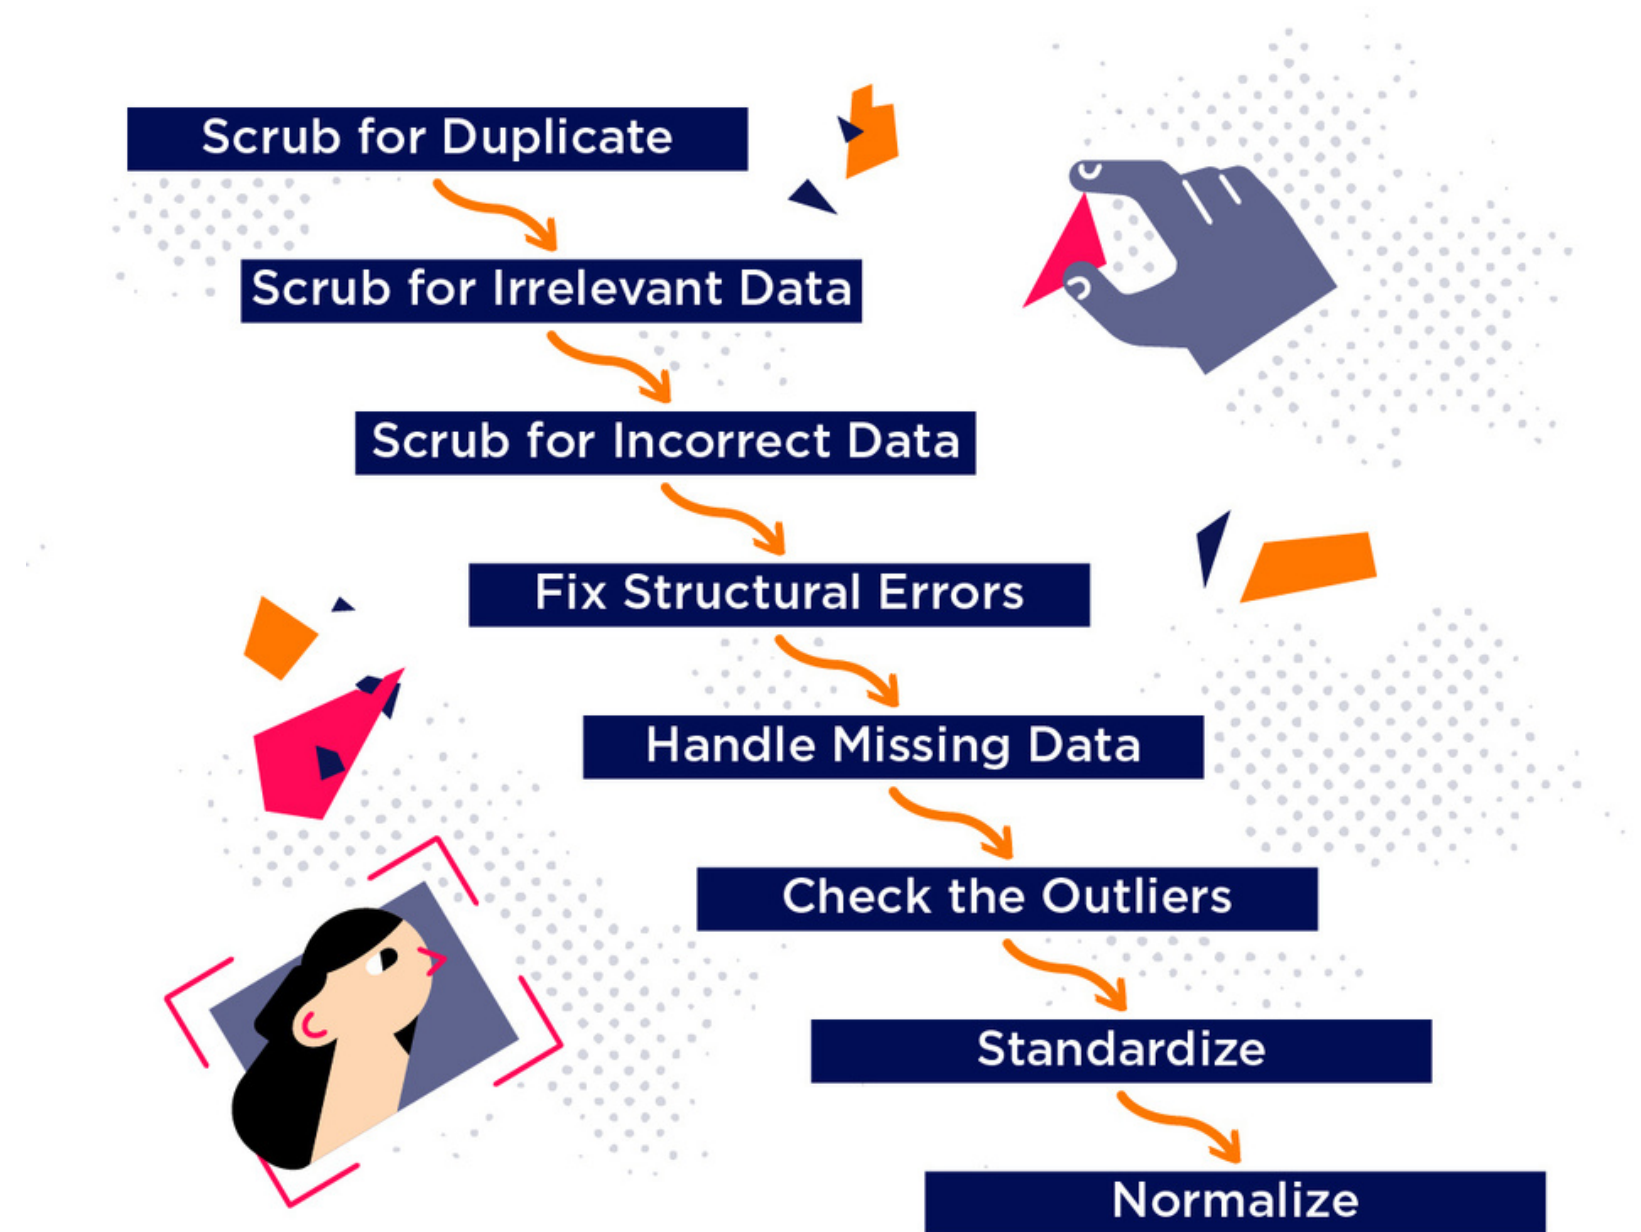 Scrub for Duplicate
Scrub for Irrelevant Data
Scrub for Incorrect Data
Fix Structural Errors
Handle Missing Data
Check the Outliers
Standardize
Normalize